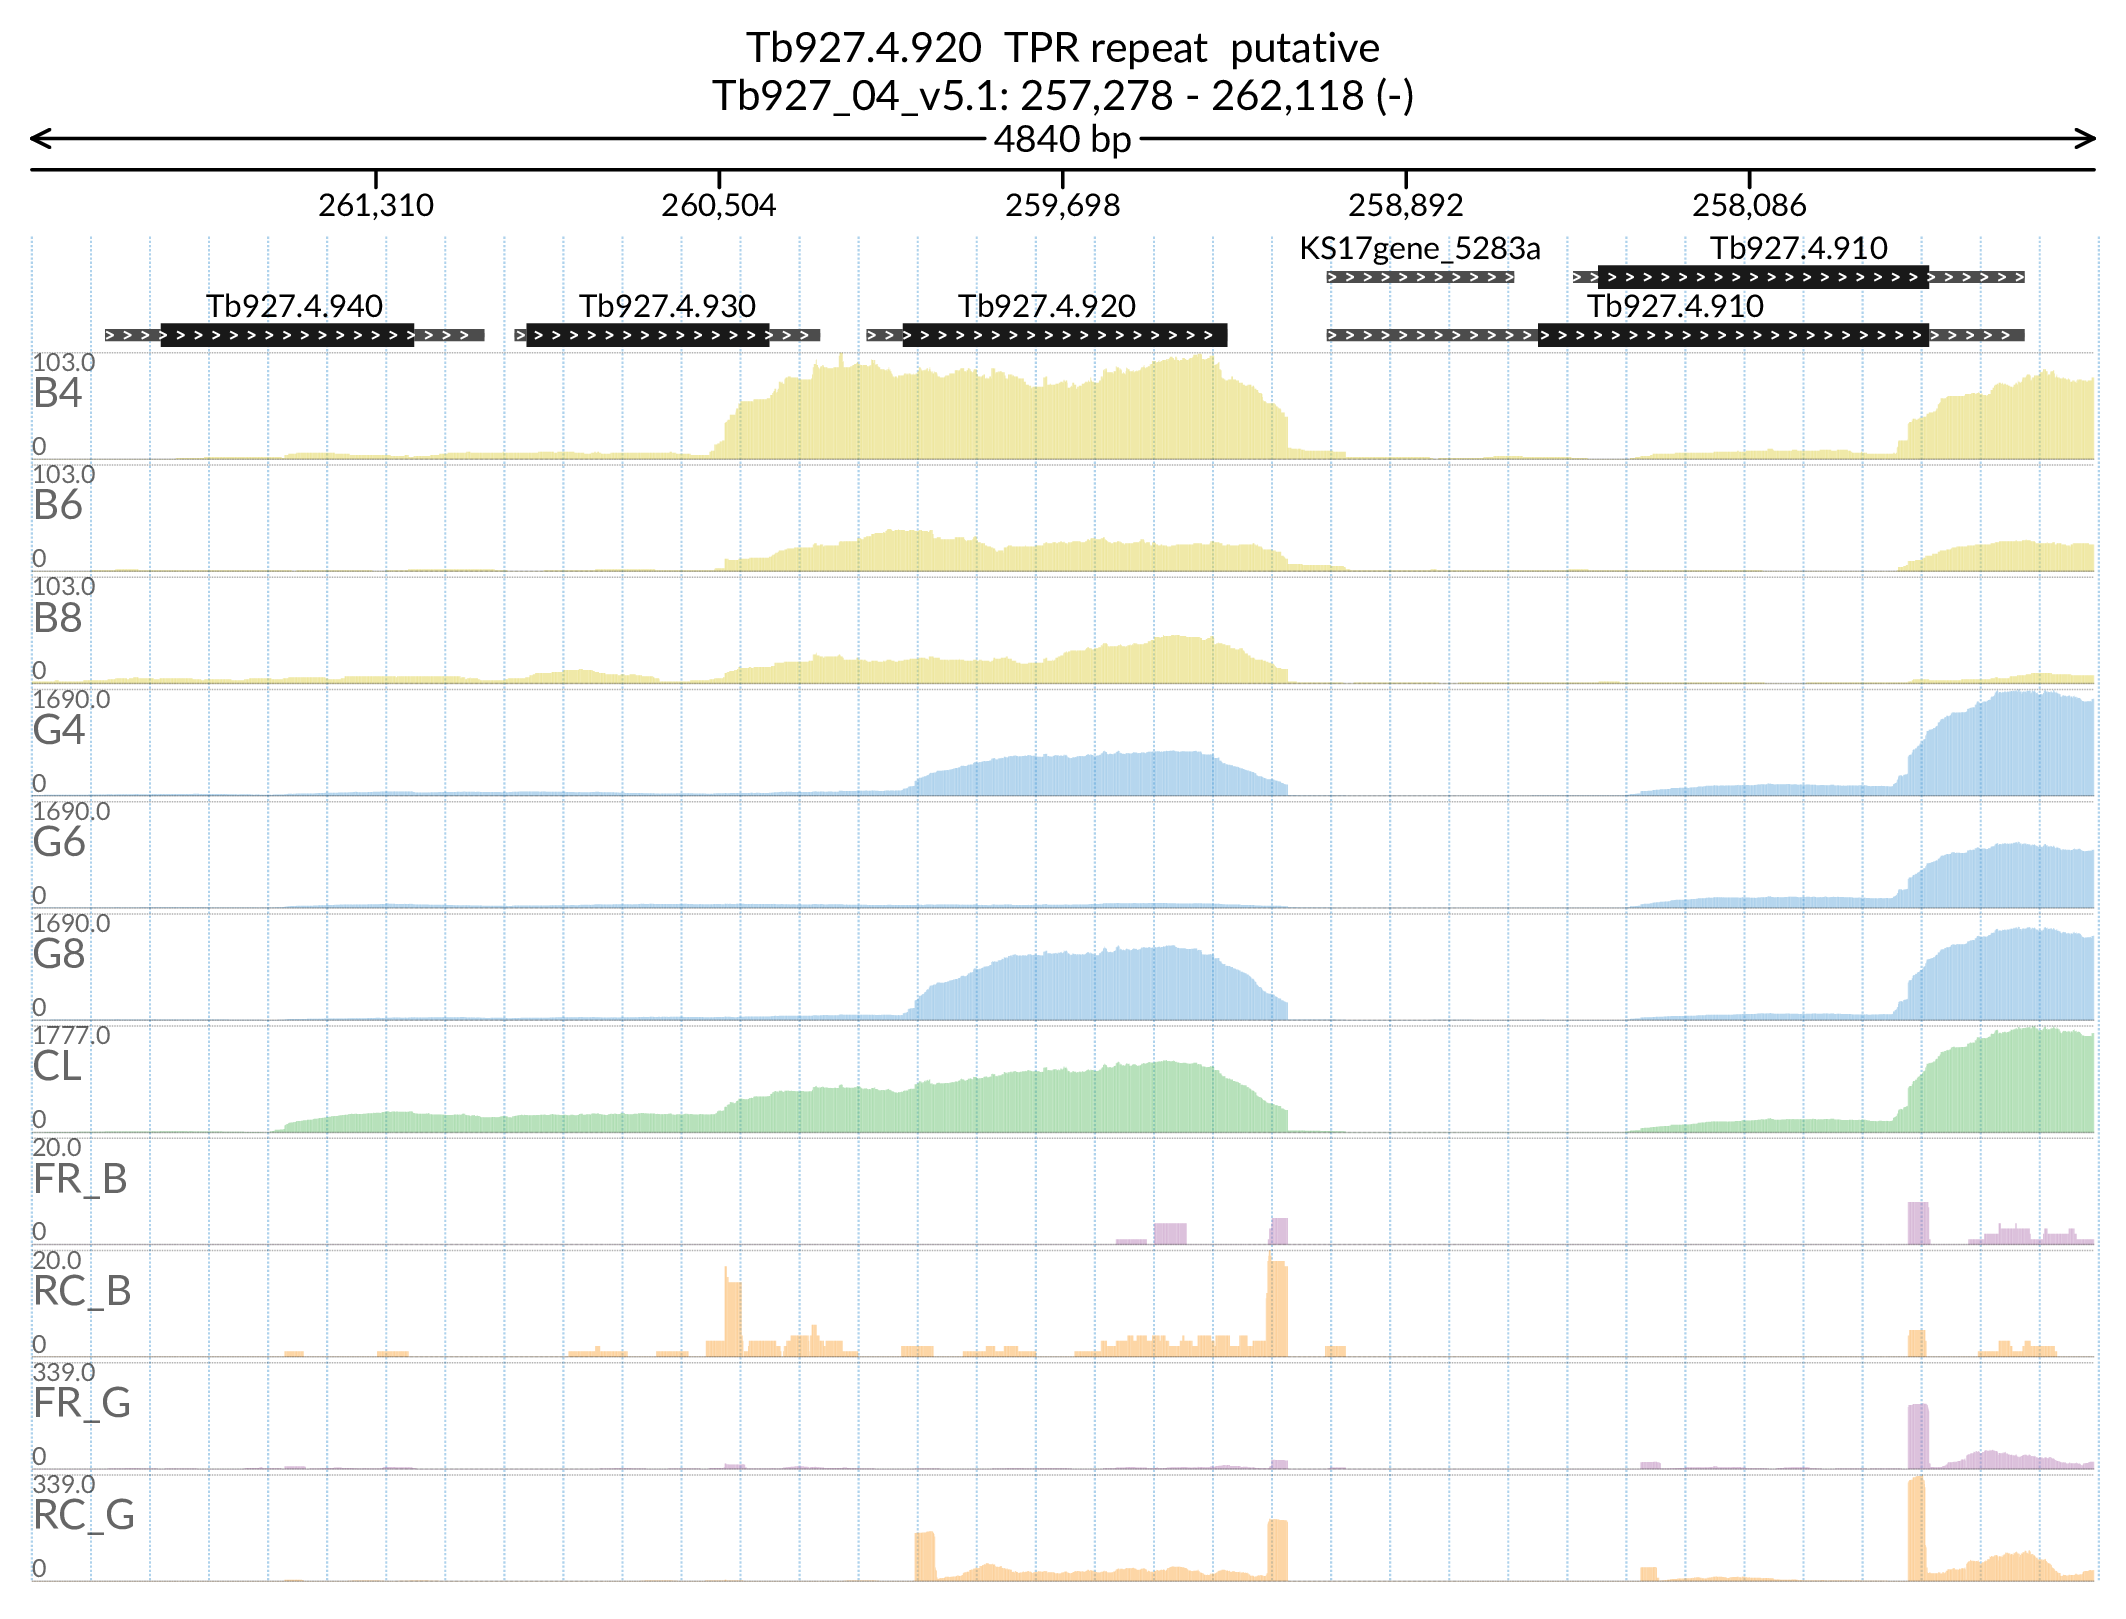 Tb927.4.920 TPR repeat putative
Tb927_04_v5.1: 257,278 - 262,118 (-)
4840 bp
261,310 260,504 259,698 258,892 258,086
KS17gene_5283a Tb927.4.910
Tb927.4.940 Tb927.4.930 Tb927.4.920 Tb927.4.910
103.0
B4
0
103.0
B6
0
103.0
B8
0
1690.0
G4
0
1690.0
G6
0
1690.0
G8
0
1777.0
CL
0
20.0
FR_B
0
20.0
RC_B
0
339.0
FR_G
0
339.0
RC_G
0